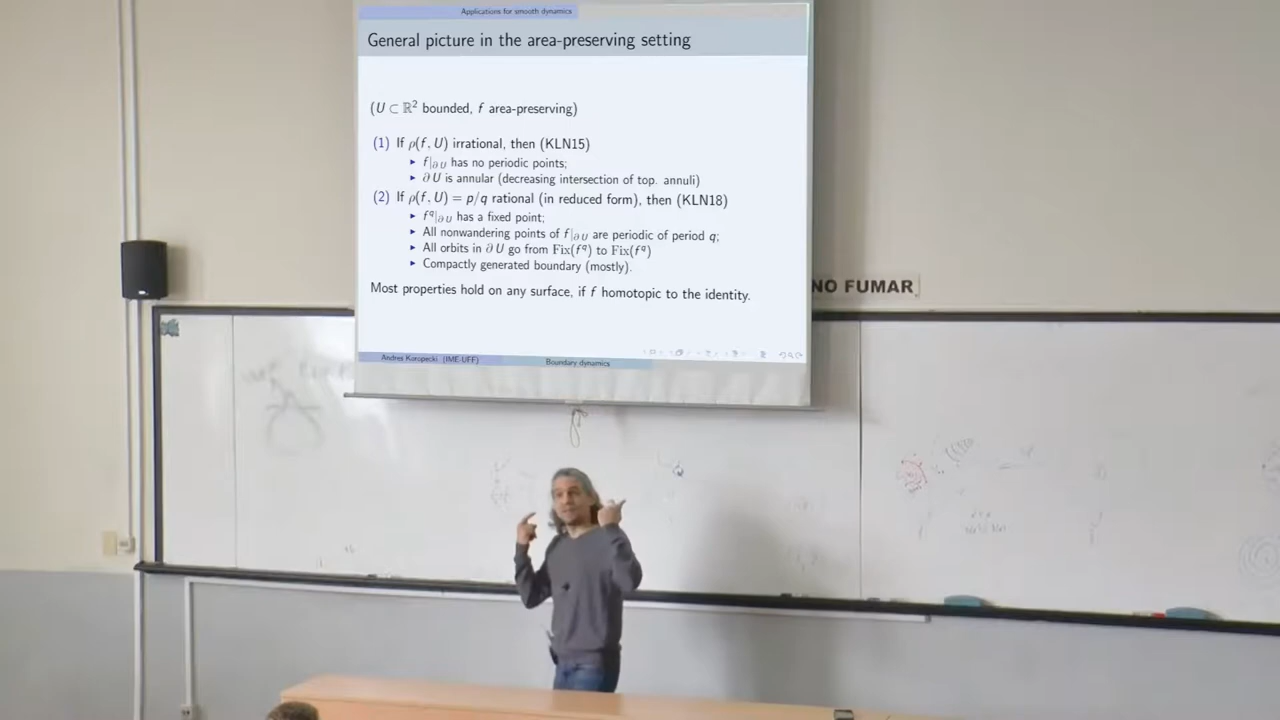 Applications for smooth dynamics
General picture in the area-preserving setting
(U ⊂ ℝ² bounded, f area-preserving)
(1) If ρ(f, U) irrational, then (KLN15)
▸ f|∂U has no periodic points;
▸ ∂U is annular (decreasing intersection of top. annuli)
(2) If ρ(f, U) = p/q rational (in reduced form), then (KLN18)
▸ f^q|∂U has a fixed point;
▸ All nonwandering points of f|∂U are periodic of period q;
▸ All orbits in ∂U go from Fix(f^q) to Fix(f^q)
▸ Compactly generated boundary (mostly).
Most properties hold on any surface, if f homotopic to the identity.
Andres Koropecki (IME-UFF)
Boundary dynamics
NO FUMAR